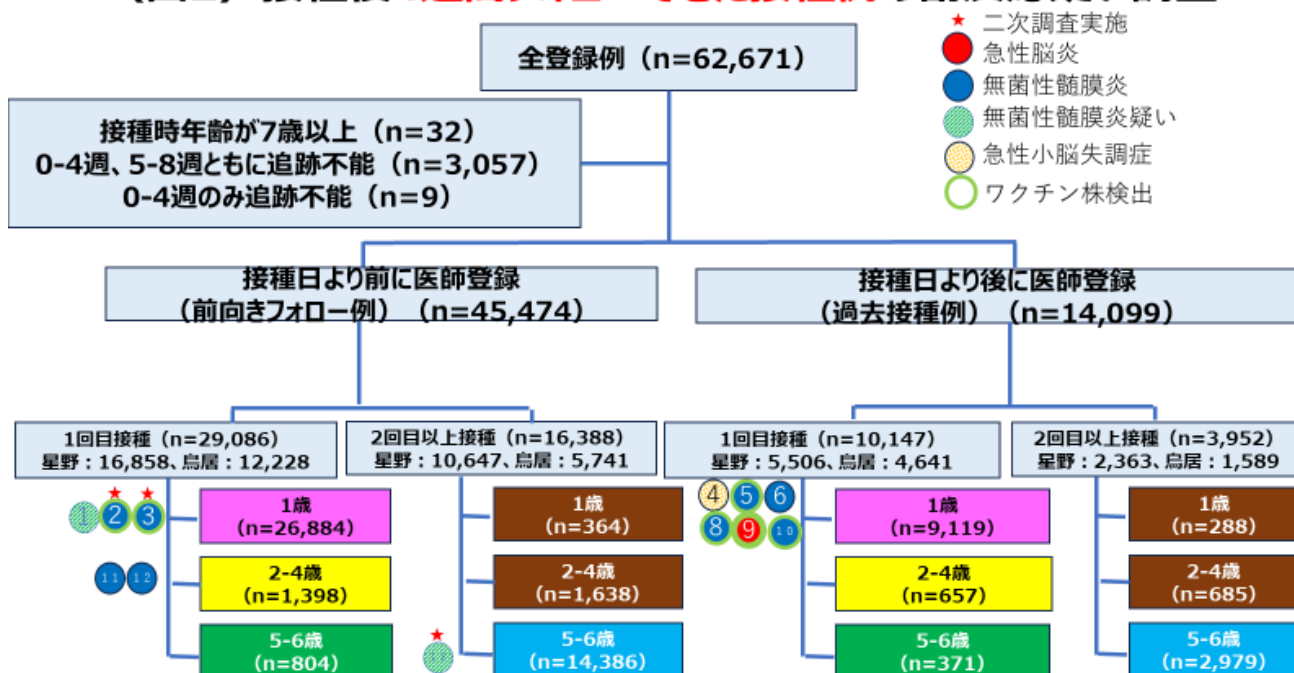 ★ 二次調査実施
急性脳炎
無菌性髄膜炎
無菌性髄膜炎疑い
急性小脳失調症
ワクチン株検出
全登録例（n=62,671）
接種時年齢が7歳以上（n=32）
0-4週、5-8週ともに追跡不能（n=3,057）
0-4週のみ追跡不能（n=9）
接種日より前に医師登録
（前向きフォロー例）（n=45,474）
接種日より後に医師登録
（過去接種例）（n=14,099）
1回目接種（n=29,086）
星野：16,858、鳥居：12,228
2回目以上接種（n=16,388）
星野：10,647、鳥居：5,741
1回目接種（n=10,147）
星野：5,506、鳥居：4,641
2回目以上接種（n=3,952）
星野：2,363、鳥居：1,589
1 2 3
1歳
(n=26,884)
11 12
2-4歳
(n=1,398)
5-6歳
(n=804)
1歳
(n=364)
2-4歳
(n=1,638)
5-6歳
(n=14,386)
4 5 6
8 9 10
1歳
(n=9,119)
2-4歳
(n=657)
5-6歳
(n=371)
1歳
(n=288)
2-4歳
(n=685)
5-6歳
(n=2,979)